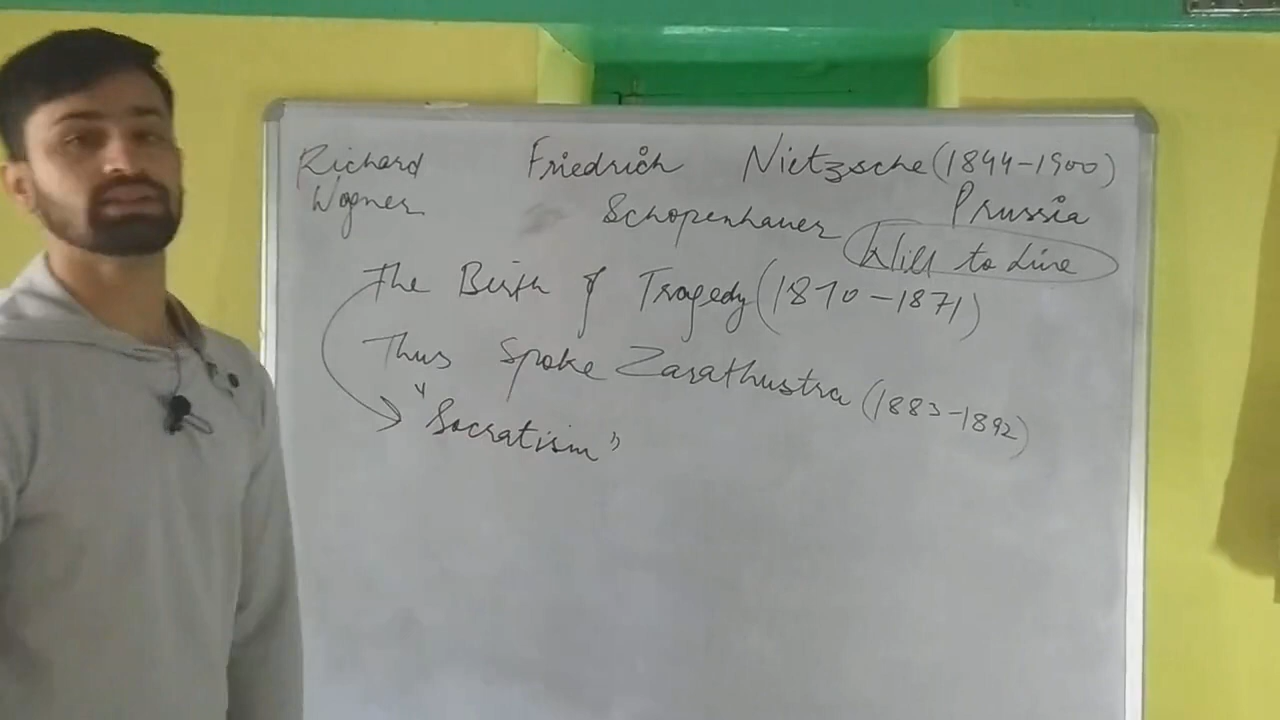 Richard Friedrich Nietzsche (1844-1900)
Wagner Schopenhauer Prussia
Will to Live
The Birth of Tragedy (1870-1871)
Thus Spoke Zarathustra (1883-1892)
"Socratism"